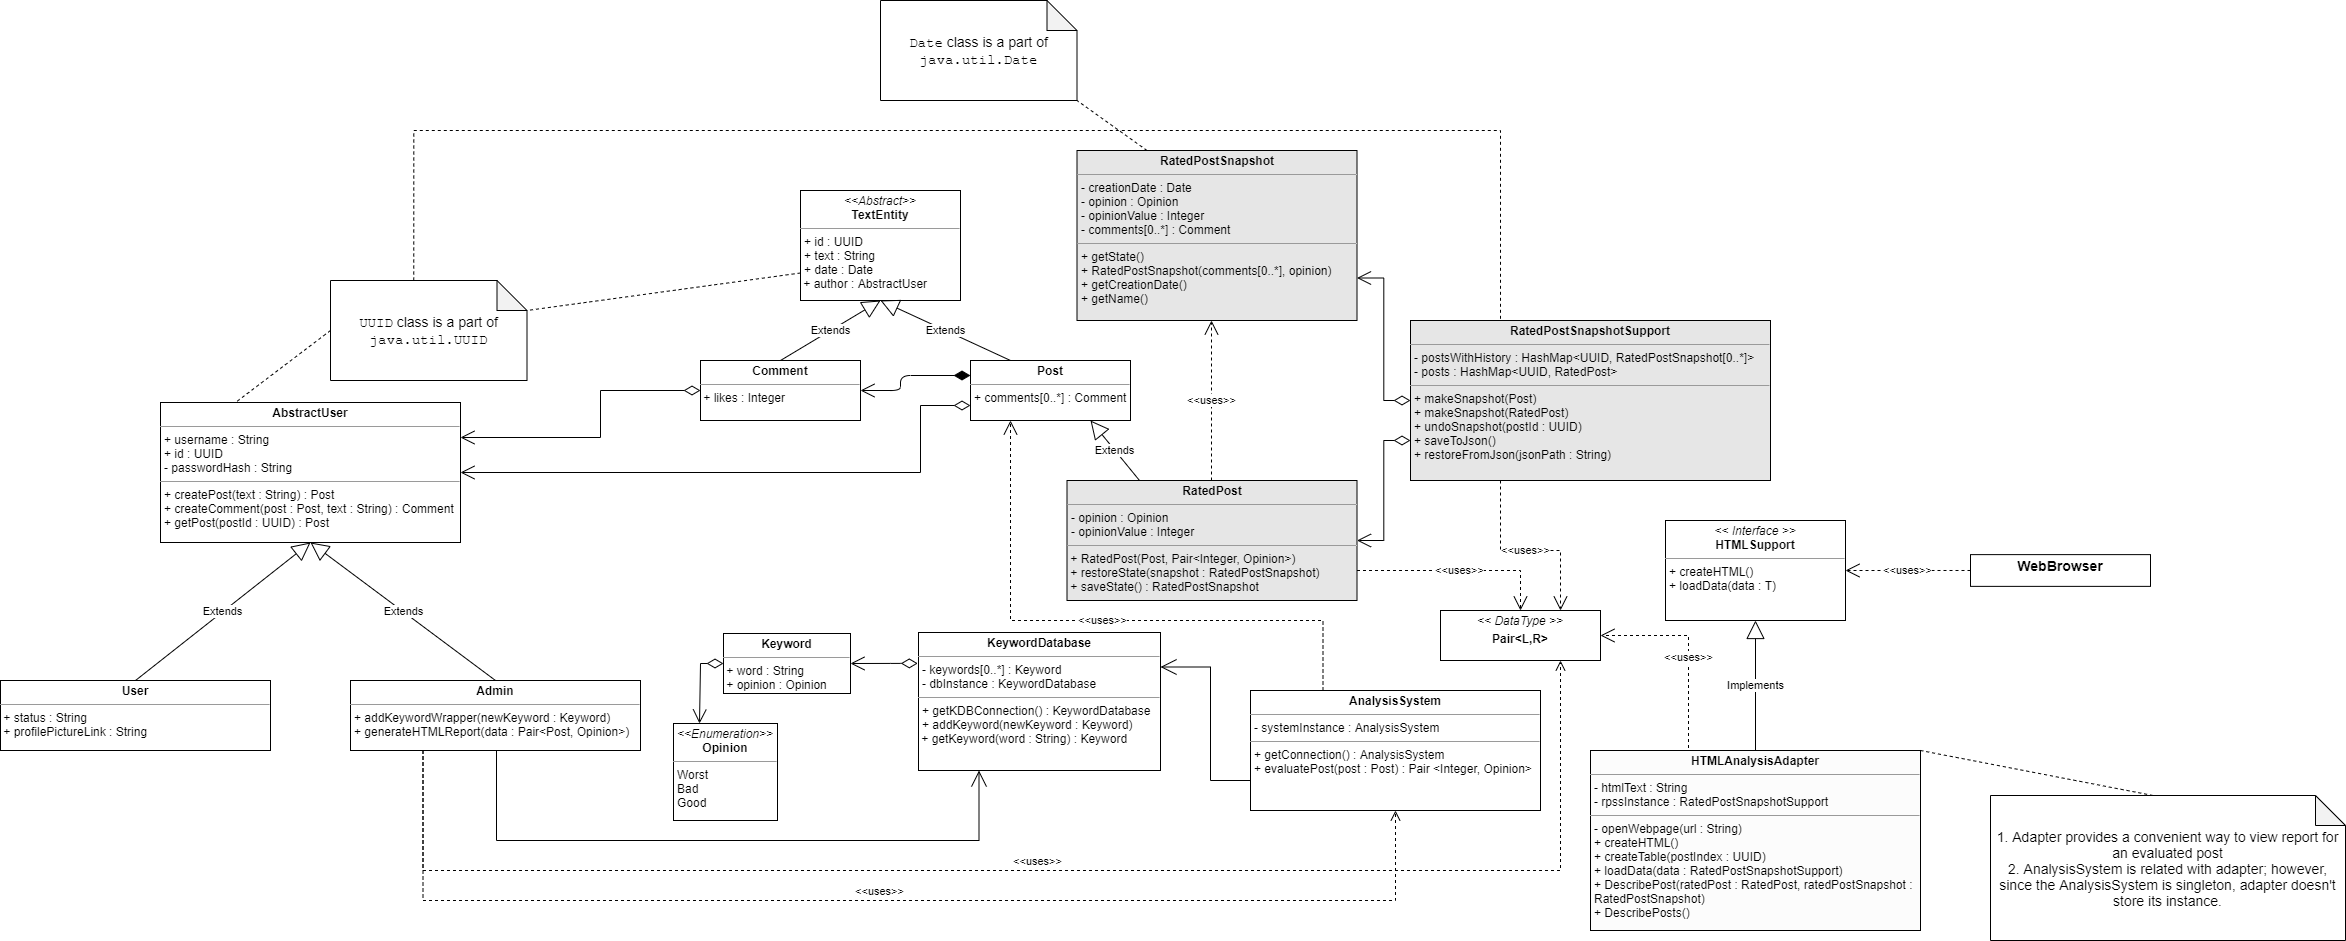 Date class is a part of
java.util.Date
RatedPostSnapshot
- creationDate : Date
- opinion : Opinion
- opinionValue : Integer
- comments[0..*] : Comment
+ getState()
+ RatedPostSnapshot(comments[0..*], opinion)
+ getCreationDate()
+ getName()
<<Abstract>>
TextEntity
+ id : UUID
+ text : String
+ date : Date
+ author : AbstractUser
UUID class is a part of
java.util.UUID
Extends
Extends
RatedPostSnapshotSupport
- postsWithHistory : HashMap<UUID, RatedPostSnapshot[0..*]>
- posts : HashMap<UUID, RatedPost>
+ makeSnapshot(Post)
+ makeSnapshot(RatedPost)
+ undoSnapshot(postId : UUID)
+ saveToJson()
+ restoreFromJson(jsonPath : String)
Comment
+ likes : Integer
Post
+ comments[0..*] : Comment
<<uses>>
AbstractUser
+ username : String
+ id : UUID
- passwordHash : String
+ createPost(text : String) : Post
+ createComment(post : Post, text : String) : Comment
+ getPost(postId : UUID) : Post
Extends
RatedPost
- opinion : Opinion
- opinionValue : Integer
+ RatedPost(Post, Pair<Integer, Opinion>)
+ restoreState(snapshot : RatedPostSnapshot)
+ saveState() : RatedPostSnapshot
<<uses>>
<<uses>>
<< Interface >>
HTMLSupport
+ createHTML()
+ loadData(data : T)
<<uses>>
WebBrowser
Extends
Extends
<<uses>>
<< DataType >>
Pair<L,R>
<<uses>>
Implements
Keyword
+ word : String
+ opinion : Opinion
KeywordDatabase
- keywords[0..*] : Keyword
- dbInstance : KeywordDatabase
+ getKDBConnection() : KeywordDatabase
+ addKeyword(newKeyword : Keyword)
+ getKeyword(word : String) : Keyword
User
+ status : String
+ profilePictureLink : String
Admin
+ addKeywordWrapper(newKeyword : Keyword)
+ generateHTMLReport(data : Pair<Post, Opinion>)
<<Enumeration>>
Opinion
Worst
Bad
Good
AnalysisSystem
- systemInstance : AnalysisSystem
+ getConnection() : AnalysisSystem
+ evaluatePost(post : Post) : Pair <Integer, Opinion>
HTMLAnalysisAdapter
- htmlText : String
- rpssInstance : RatedPostSnapshotSupport
- openWebpage(url : String)
+ createHTML()
+ createTable(postIndex : UUID)
+ loadData(data : RatedPostSnapshotSupport)
+ DescribePost(ratedPost : RatedPost, ratedPostSnapshot :
RatedPostSnapshot)
+ DescribePosts()
1. Adapter provides a convenient way to view report for
an evaluated post
2. AnalysisSystem is related with adapter; however,
since the AnalysisSystem is singleton, adapter doesn't
store its instance.
<<uses>>
<<uses>>